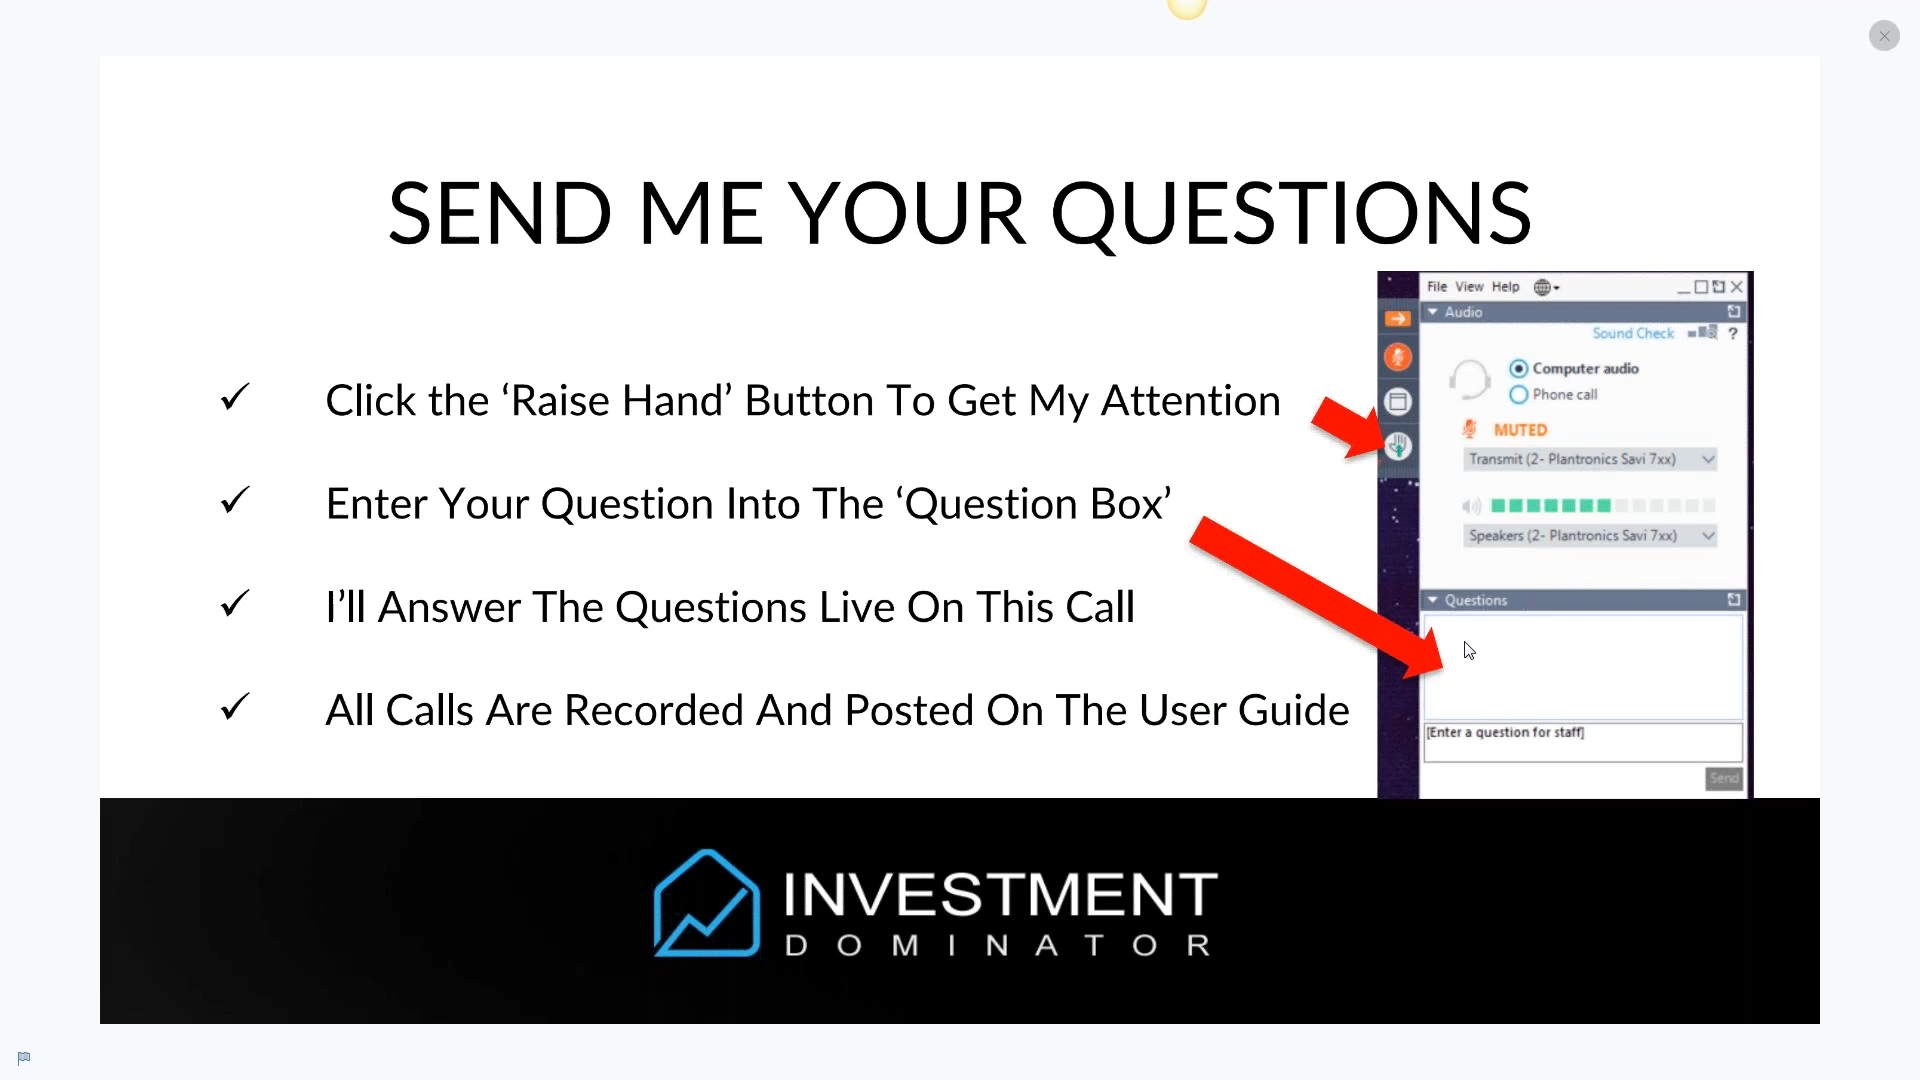 SEND ME YOUR QUESTIONS
✓ Click the ‘Raise Hand’ Button To Get My Attention
✓ Enter Your Question Into The ‘Question Box’
✓ I’ll Answer The Questions Live On This Call
✓ All Calls Are Recorded And Posted On The User Guide
File View Help
Audio
Sound Check ?
Computer audio
Phone call
MUTED
Transmit (2- Plantronics Savi 7xx)
Speakers (2- Plantronics Savi 7xx)
Questions
[Enter a question for staff]
Send
INVESTMENT
DOMINATOR